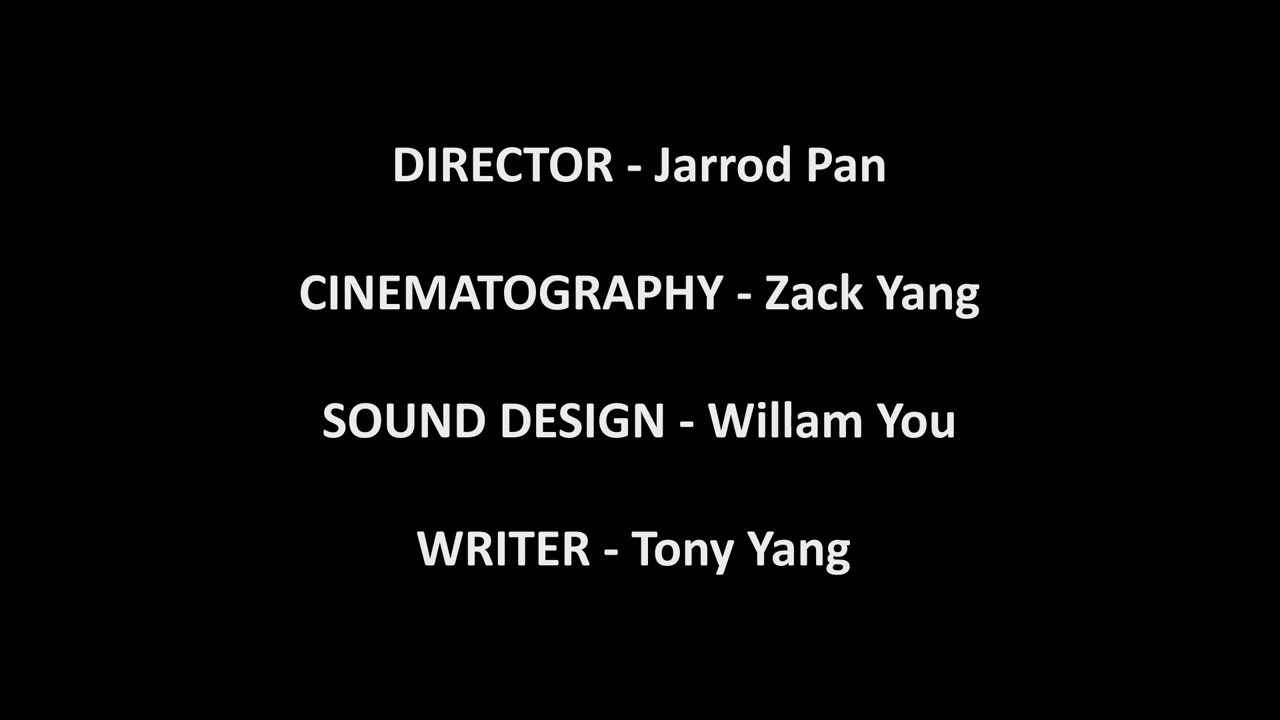 DIRECTOR - Jarrod Pan
CINEMATOGRAPHY - Zack Yang
SOUND DESIGN - Willam You
WRITER - Tony Yang